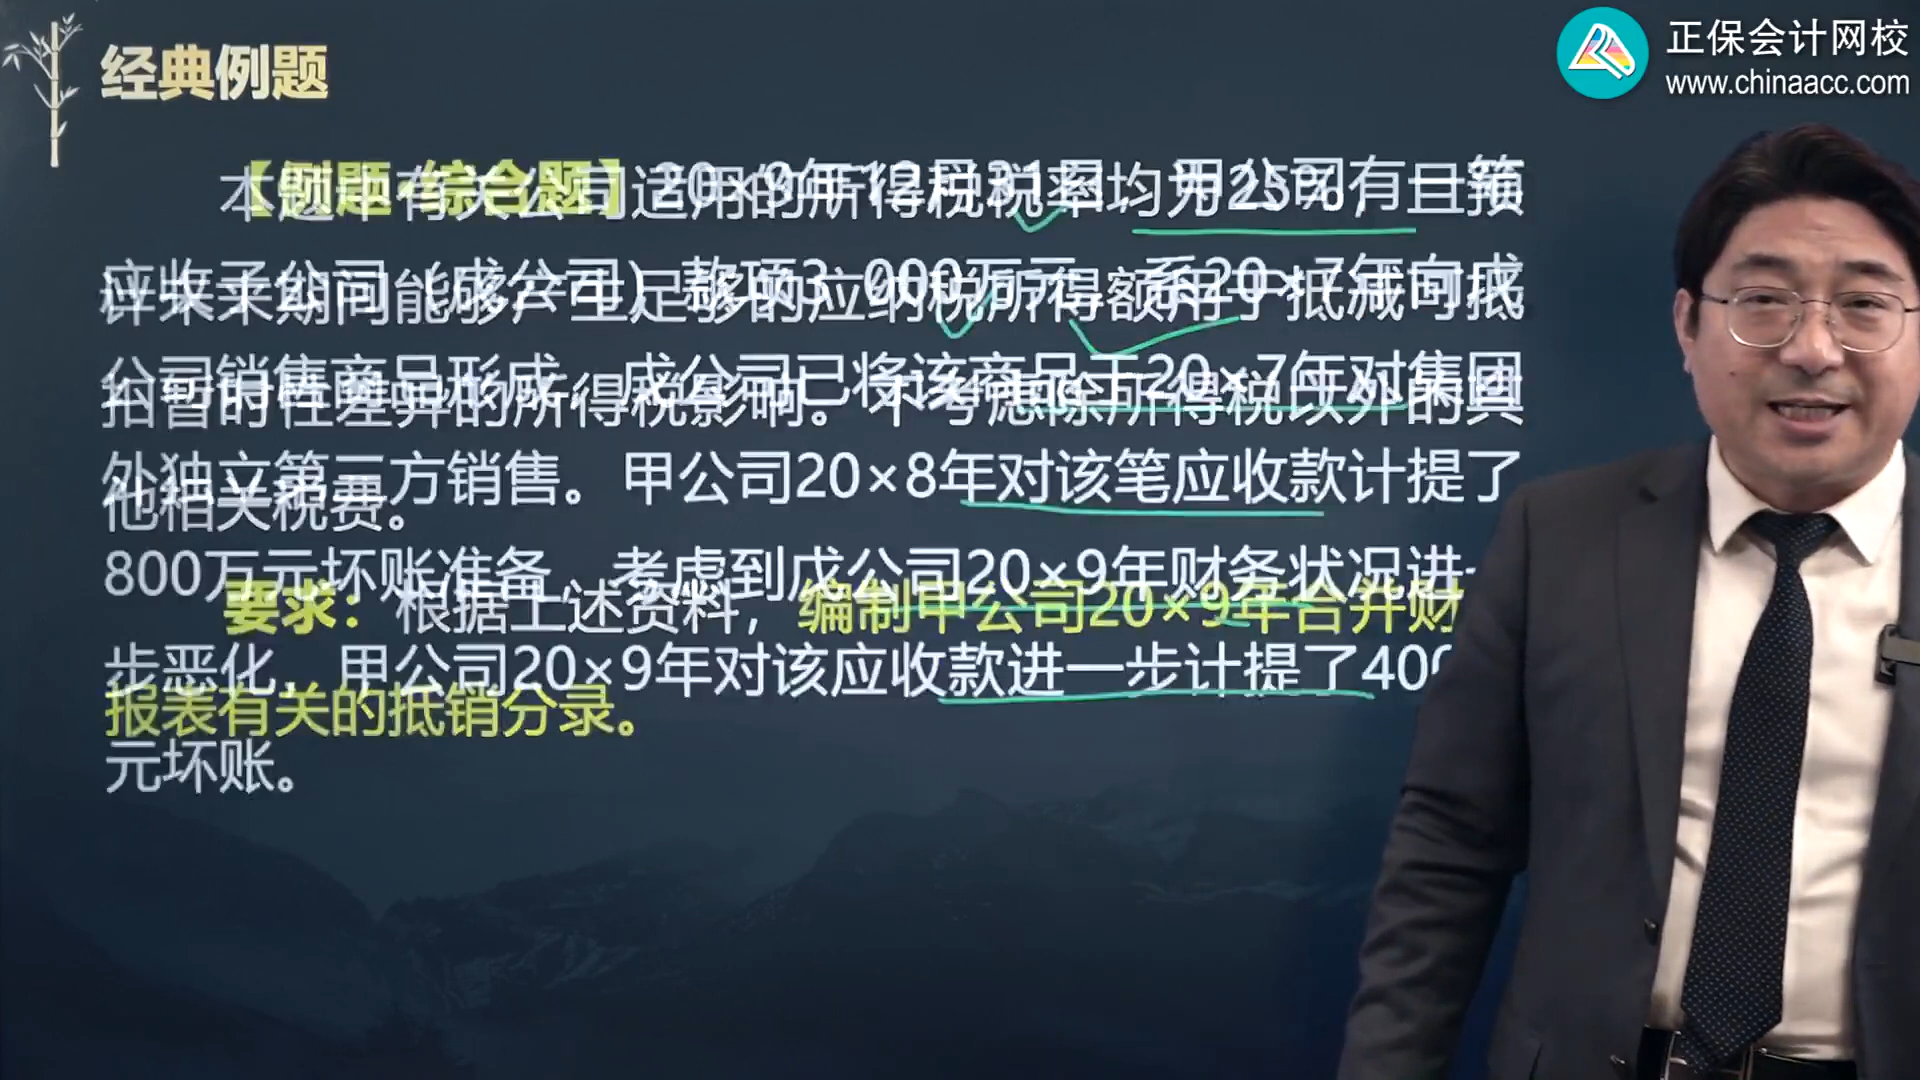 经典例题
正保会计网校
www.chinaacc.com
【例题·综合题】20×9年12月31日，甲公司有一笔
应收子公司（戊公司）款项3 000万元，系20×7年向戊
公司销售商品形成，戊公司已将该商品于20×7年对集团
外独立第三方销售。甲公司20×8年对该笔应收款计提了
800万元坏账准备，考虑到戊公司20×9年财务状况进一
步恶化，甲公司20×9年对该应收款进一步计提了400
元坏账。
本题中有关公司适用的所得税税率均为25%，且预
计未来期间能够产生足够的应纳税所得额用于抵减可抵
扣暂时性差异的所得税影响。不考虑除所得税以外的其
他相关税费。
要求：根据上述资料，编制甲公司20×9年合并财
报表有关的抵销分录。